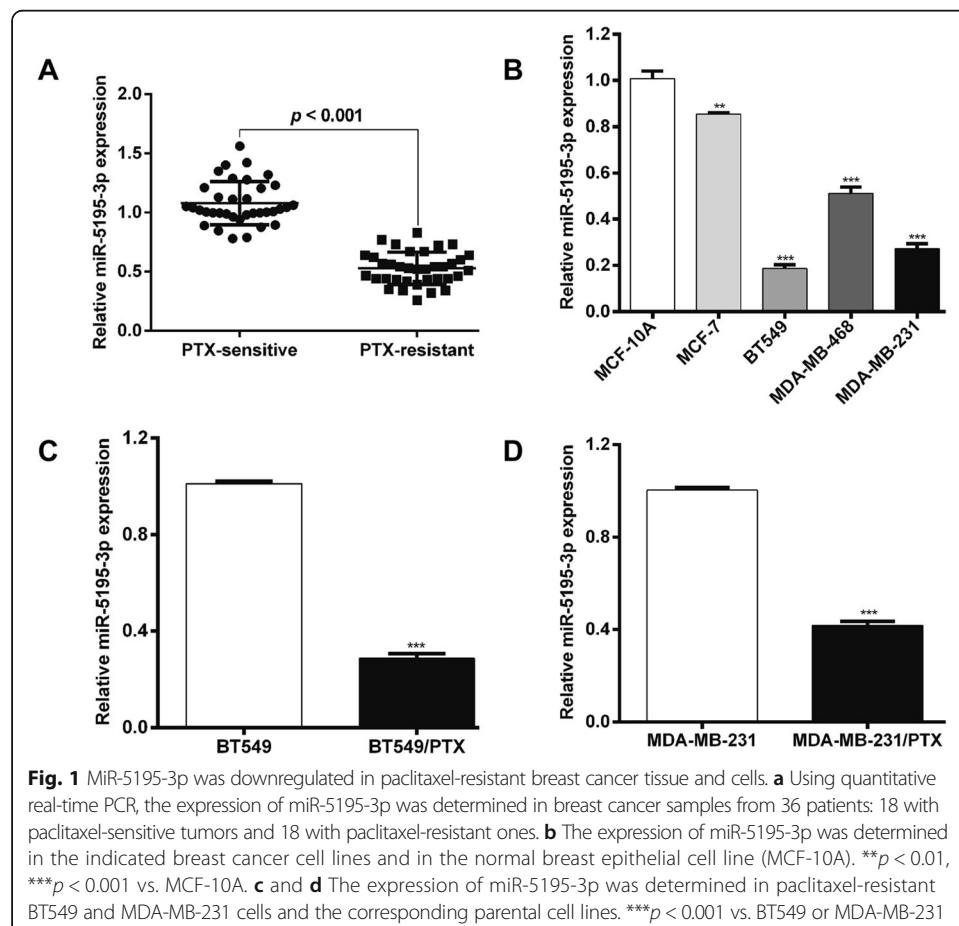 A
Relative miR-5195-3p expression
2.0
1.5
1.0
0.5
0.0
p < 0.001
PTX-sensitive
PTX-resistant
B
Relative miR-5195-3p expression
1.2
1.0
0.8
0.6
0.4
0.2
0.0
**
***
***
***
MCF-10A
MCF-7
BT549
MDA-MB-468
MDA-MB-231
C
Relative miR-5195-3p expression
1.2
0.8
0.4
0.0
***
BT549
BT549/PTX
D
Relative miR-5195-3p expression
1.2
0.8
0.4
0.0
***
MDA-MB-231
MDA-MB-231/PTX
Fig. 1 MiR-5195-3p was downregulated in paclitaxel-resistant breast cancer tissue and cells. a Using quantitative
real-time PCR, the expression of miR-5195-3p was determined in breast cancer samples from 36 patients: 18 with
paclitaxel-sensitive tumors and 18 with paclitaxel-resistant ones. b The expression of miR-5195-3p was determined
in the indicated breast cancer cell lines and in the normal breast epithelial cell line (MCF-10A). **p < 0.01,
***p < 0.001 vs. MCF-10A. c and d The expression of miR-5195-3p was determined in paclitaxel-resistant
BT549 and MDA-MB-231 cells and the corresponding parental cell lines. ***p < 0.001 vs. BT549 or MDA-MB-231